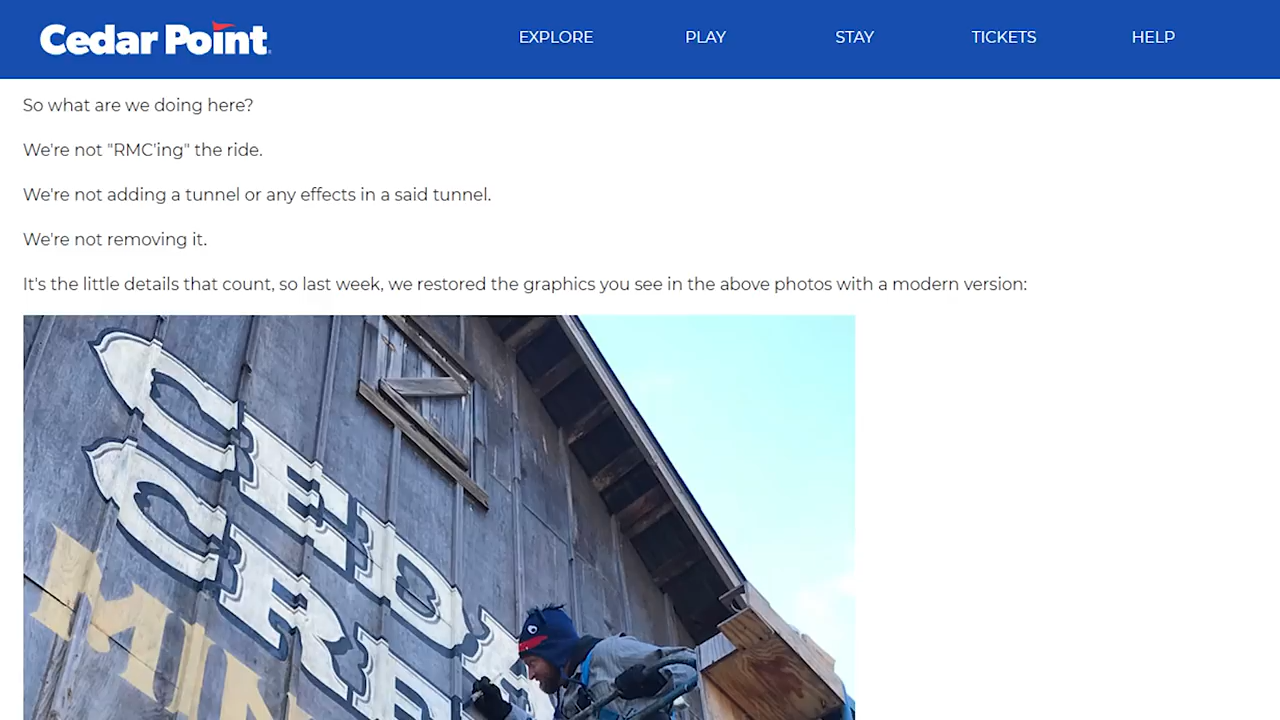 Cedar Point
EXPLORE PLAY STAY TICKETS HELP
So what are we doing here?
We're not "RMC'ing" the ride.
We're not adding a tunnel or any effects in a said tunnel.
We're not removing it.
It's the little details that count, so last week, we restored the graphics you see in the above photos with a modern version:
CEDA
CRE
MIN